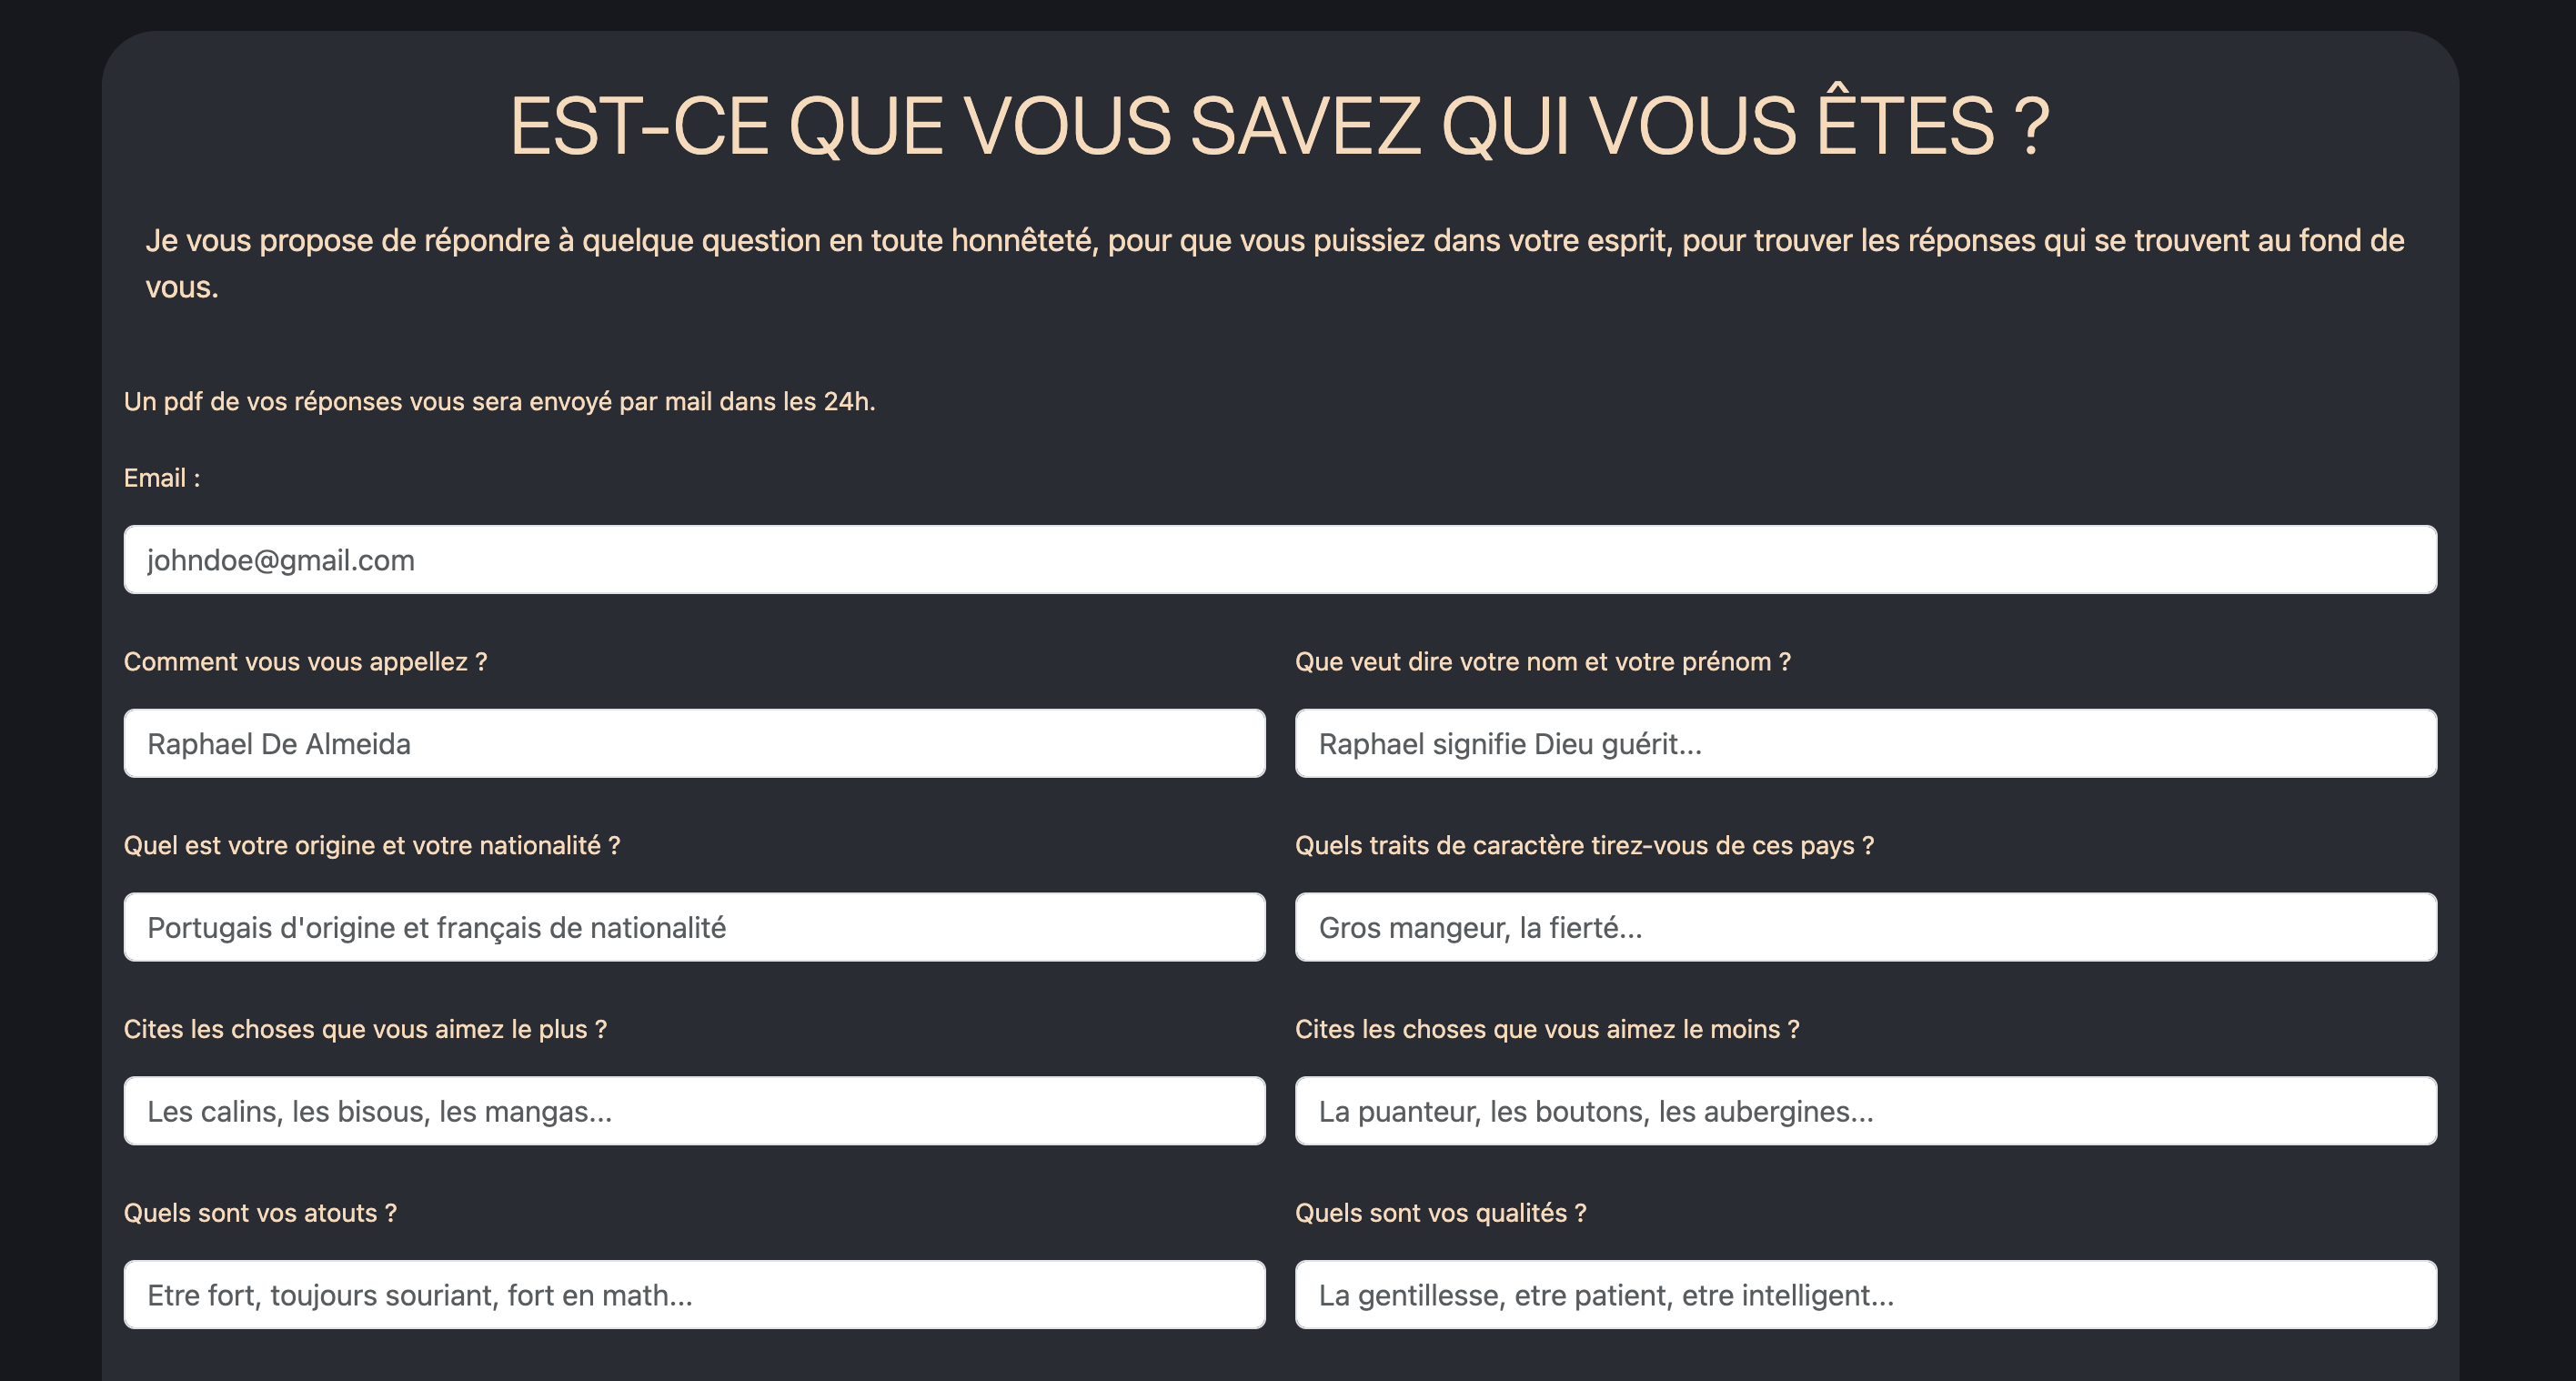 EST-CE QUE VOUS SAVEZ QUI VOUS ÊTES ?
Je vous propose de répondre à quelque question en toute honnêteté, pour que vous puissiez dans votre esprit, pour trouver les réponses qui se trouvent au fond de
vous.
Un pdf de vos réponses vous sera envoyé par mail dans les 24h.
Email :
johndoe@gmail.com
Comment vous vous appellez ?
Que veut dire votre nom et votre prénom ?
Raphael De Almeida
Raphael signifie Dieu guérit...
Quel est votre origine et votre nationalité ?
Quels traits de caractère tirez-vous de ces pays ?
Portugais d'origine et français de nationalité
Gros mangeur, la fierté...
Cites les choses que vous aimez le plus ?
Cites les choses que vous aimez le moins ?
Les calins, les bisous, les mangas...
La puanteur, les boutons, les aubergines...
Quels sont vos atouts ?
Quels sont vos qualités ?
Etre fort, toujours souriant, fort en math...
La gentillesse, etre patient, etre intelligent...